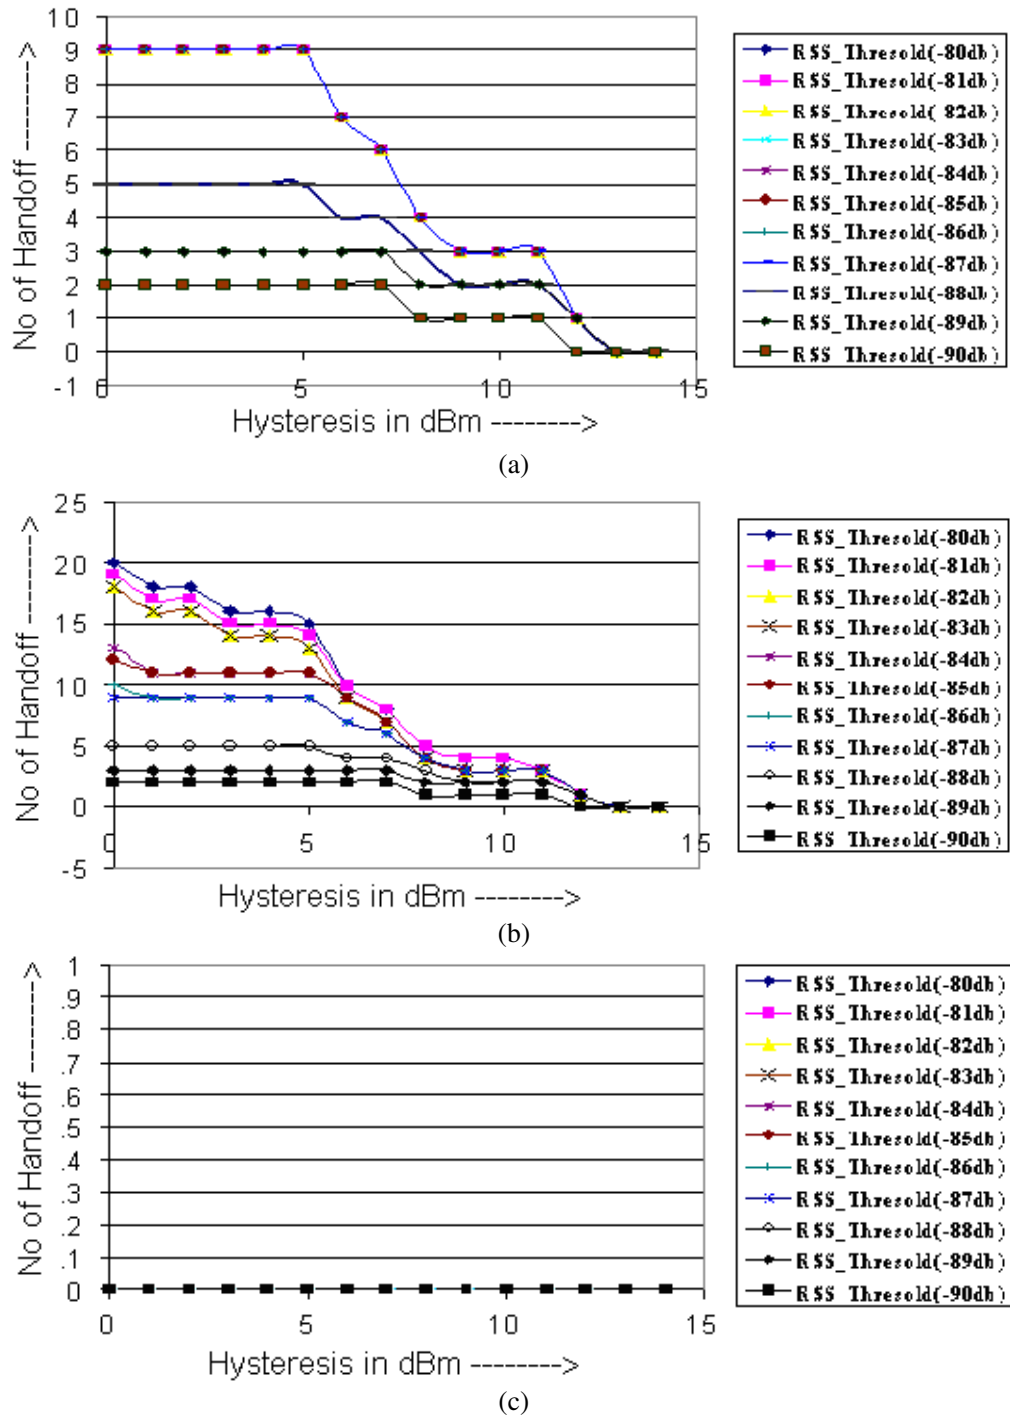 10
9
8
7
6
5
4
3
2
1
0
-1
0 5 10 15
No of Handoff -------->
Hysteresis in dBm -------->
RSS_Thresold(-80db)
RSS_Thresold(-81db)
RSS_Thresold(-82db)
RSS_Thresold(-83db)
RSS_Thresold(-84db)
RSS_Thresold(-85db)
RSS_Thresold(-86db)
RSS_Thresold(-87db)
RSS_Thresold(-88db)
RSS_Thresold(-89db)
RSS_Thresold(-90db)
(a)
25
20
15
10
5
0
-5
0 5 10 15
No of Handoff -------->
Hysteresis in dBm -------->
RSS_Thresold(-80db)
RSS_Thresold(-81db)
RSS_Thresold(-82db)
RSS_Thresold(-83db)
RSS_Thresold(-84db)
RSS_Thresold(-85db)
RSS_Thresold(-86db)
RSS_Thresold(-87db)
RSS_Thresold(-88db)
RSS_Thresold(-89db)
RSS_Thresold(-90db)
(b)
1
.9
.8
.7
.6
.5
.4
.3
.2
.1
0
0 5 10 15
No of Handoff -------->
Hysteresis in dBm -------->
RSS_Thresold(-80db)
RSS_Thresold(-81db)
RSS_Thresold(-82db)
RSS_Thresold(-83db)
RSS_Thresold(-84db)
RSS_Thresold(-85db)
RSS_Thresold(-86db)
RSS_Thresold(-87db)
RSS_Thresold(-88db)
RSS_Thresold(-89db)
RSS_Thresold(-90db)
(c)